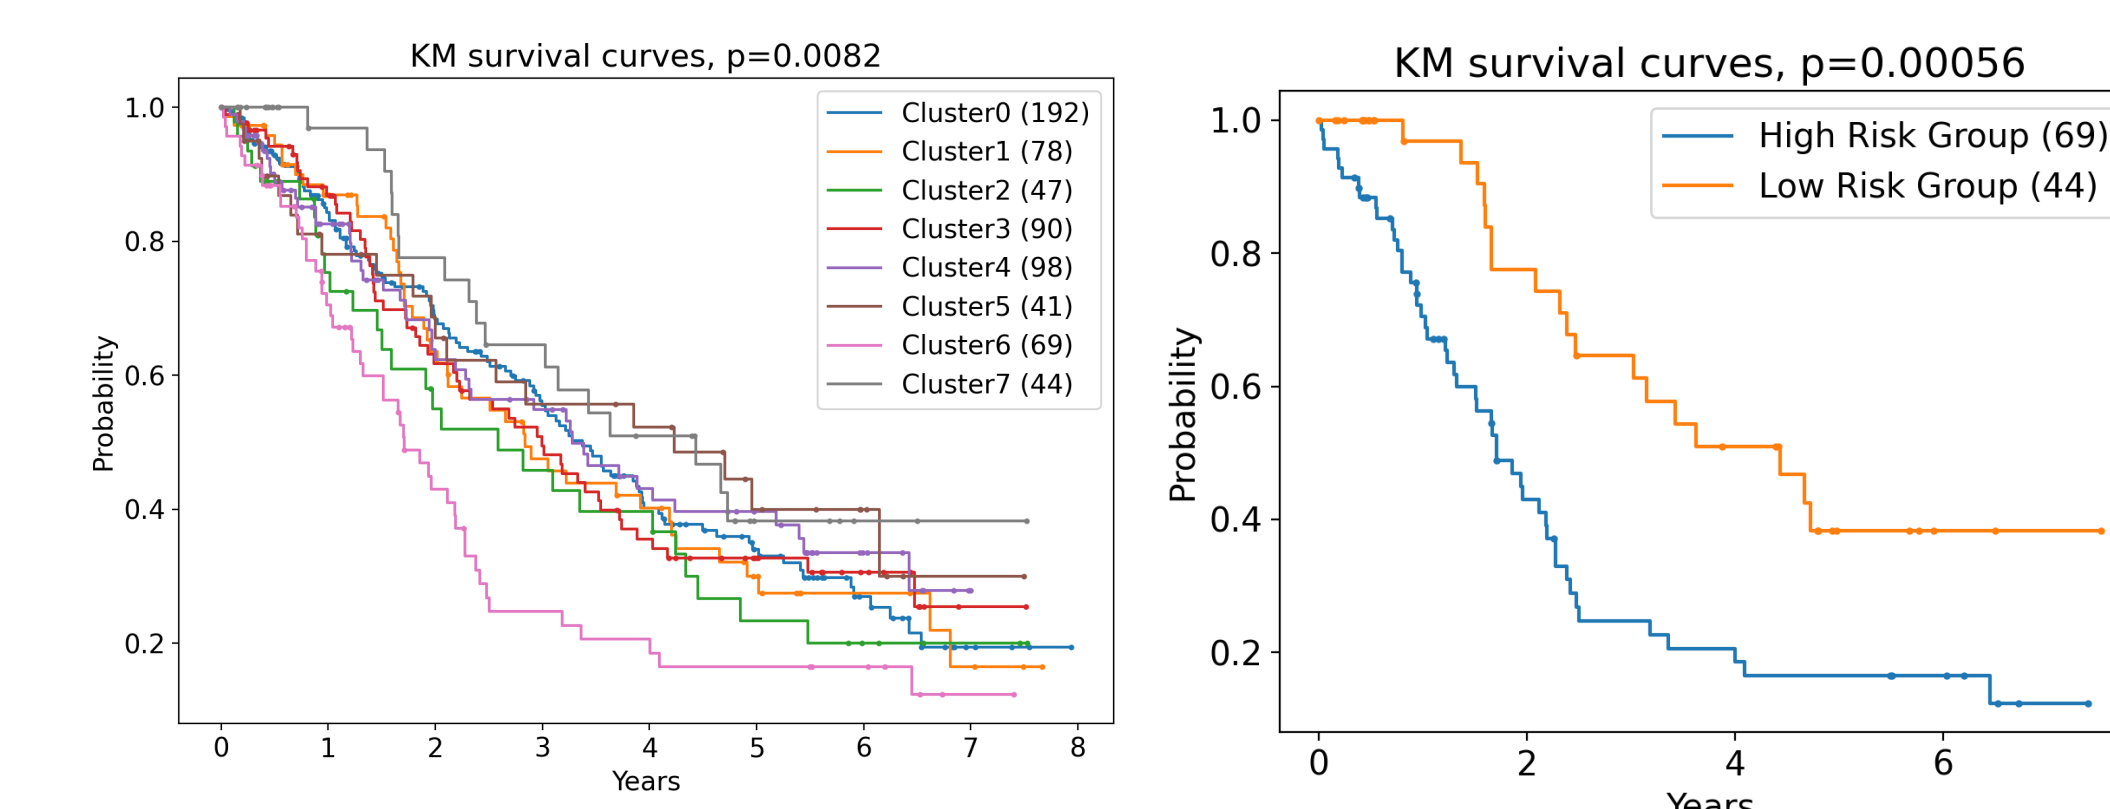 KM survival curves, p=0.0082
Probability
1.0
0.8
0.6
0.4
0.2
Cluster0 (192)
Cluster1 (78)
Cluster2 (47)
Cluster3 (90)
Cluster4 (98)
Cluster5 (41)
Cluster6 (69)
Cluster7 (44)
0 1 2 3 4 5 6 7 8
Years
KM survival curves, p=0.00056
Probability
1.0
0.8
0.6
0.4
0.2
High Risk Group (69)
Low Risk Group (44)
0 2 4 6
Years